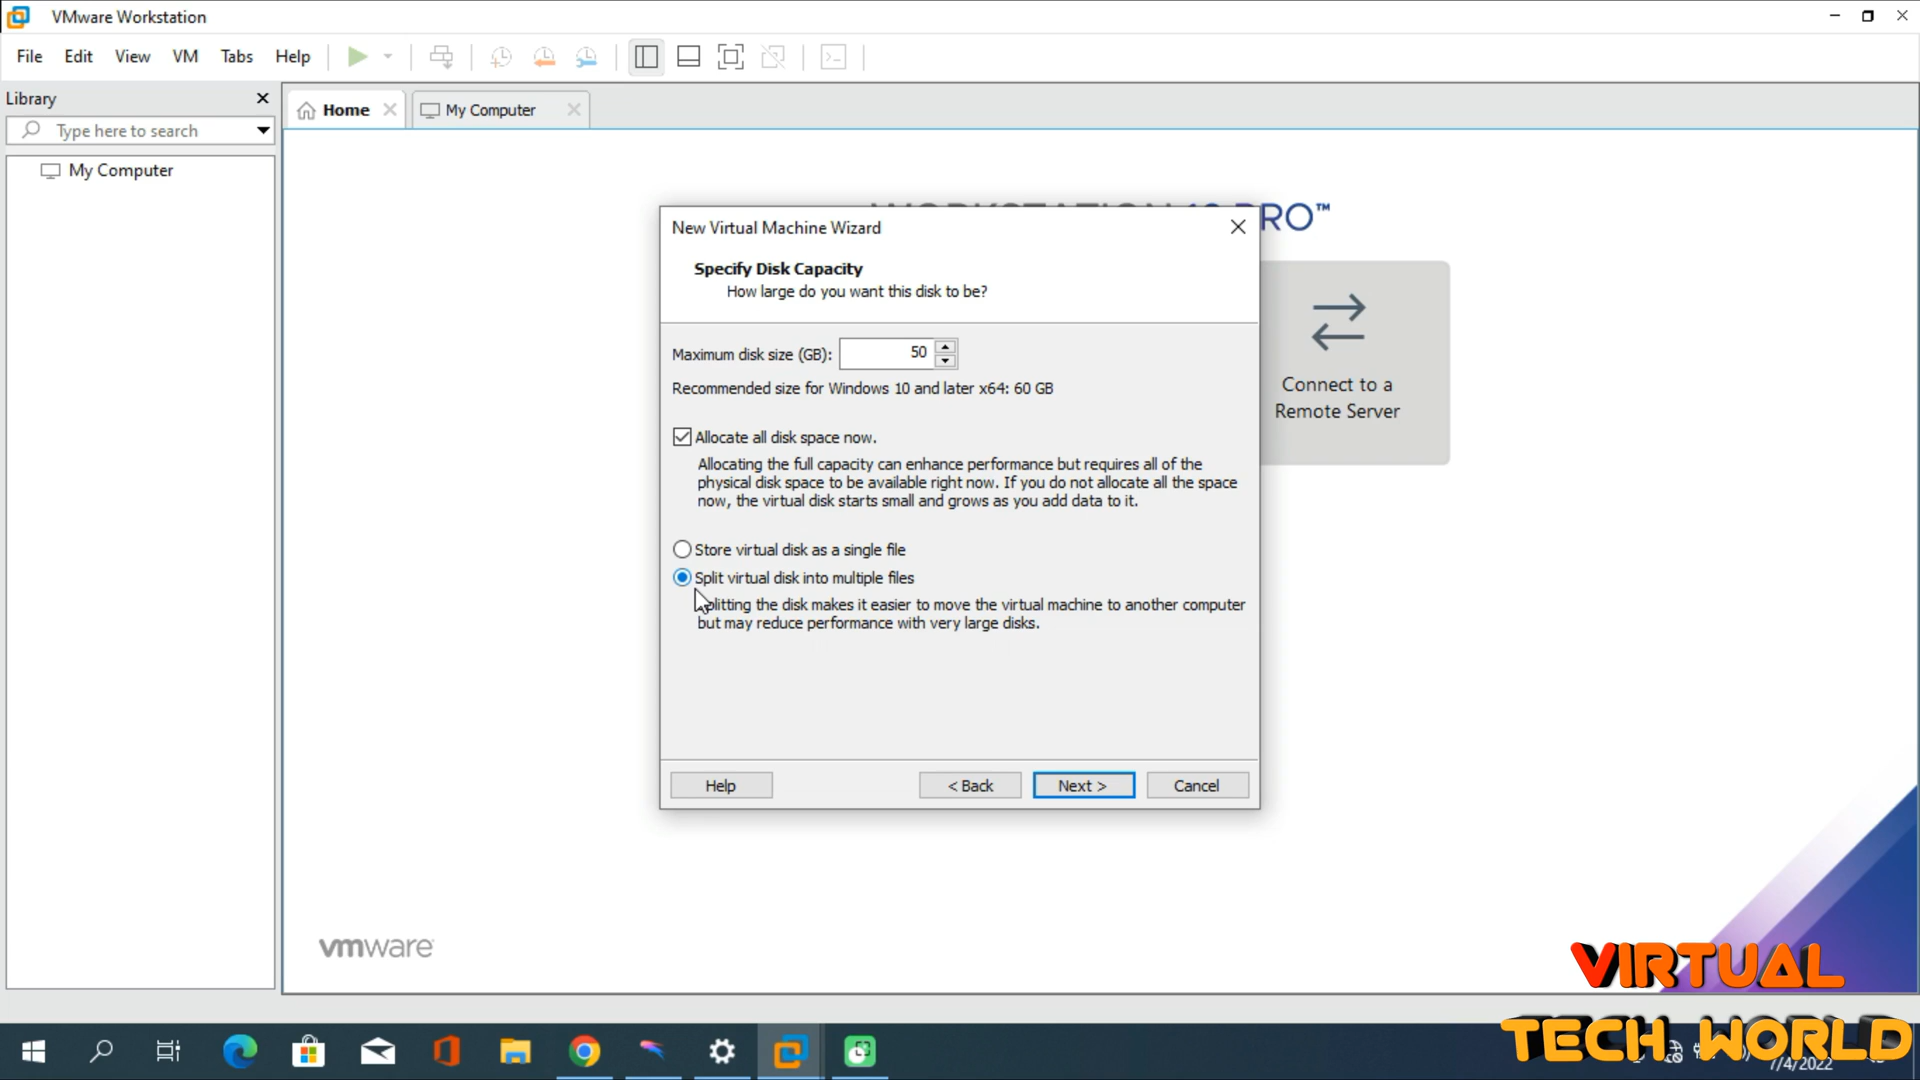 VMware Workstation
File Edit View VM Tabs Help
Library
Type here to search
My Computer
Home
My Computer
PRO™
Connect to a
Remote Server
New Virtual Machine Wizard
Specify Disk Capacity
How large do you want this disk to be?
Maximum disk size (GB): 50
Recommended size for Windows 10 and later x64: 60 GB
Allocate all disk space now.
Allocating the full capacity can enhance performance but requires all of the
physical disk space to be available right now. If you do not allocate all the space
now, the virtual disk starts small and grows as you add data to it.
Store virtual disk as a single file
Split virtual disk into multiple files
Splitting the disk makes it easier to move the virtual machine to another computer
but may reduce performance with very large disks.
Help < Back Next > Cancel
vmware
VIRTUAL
TECH WORLD
7/4/2022